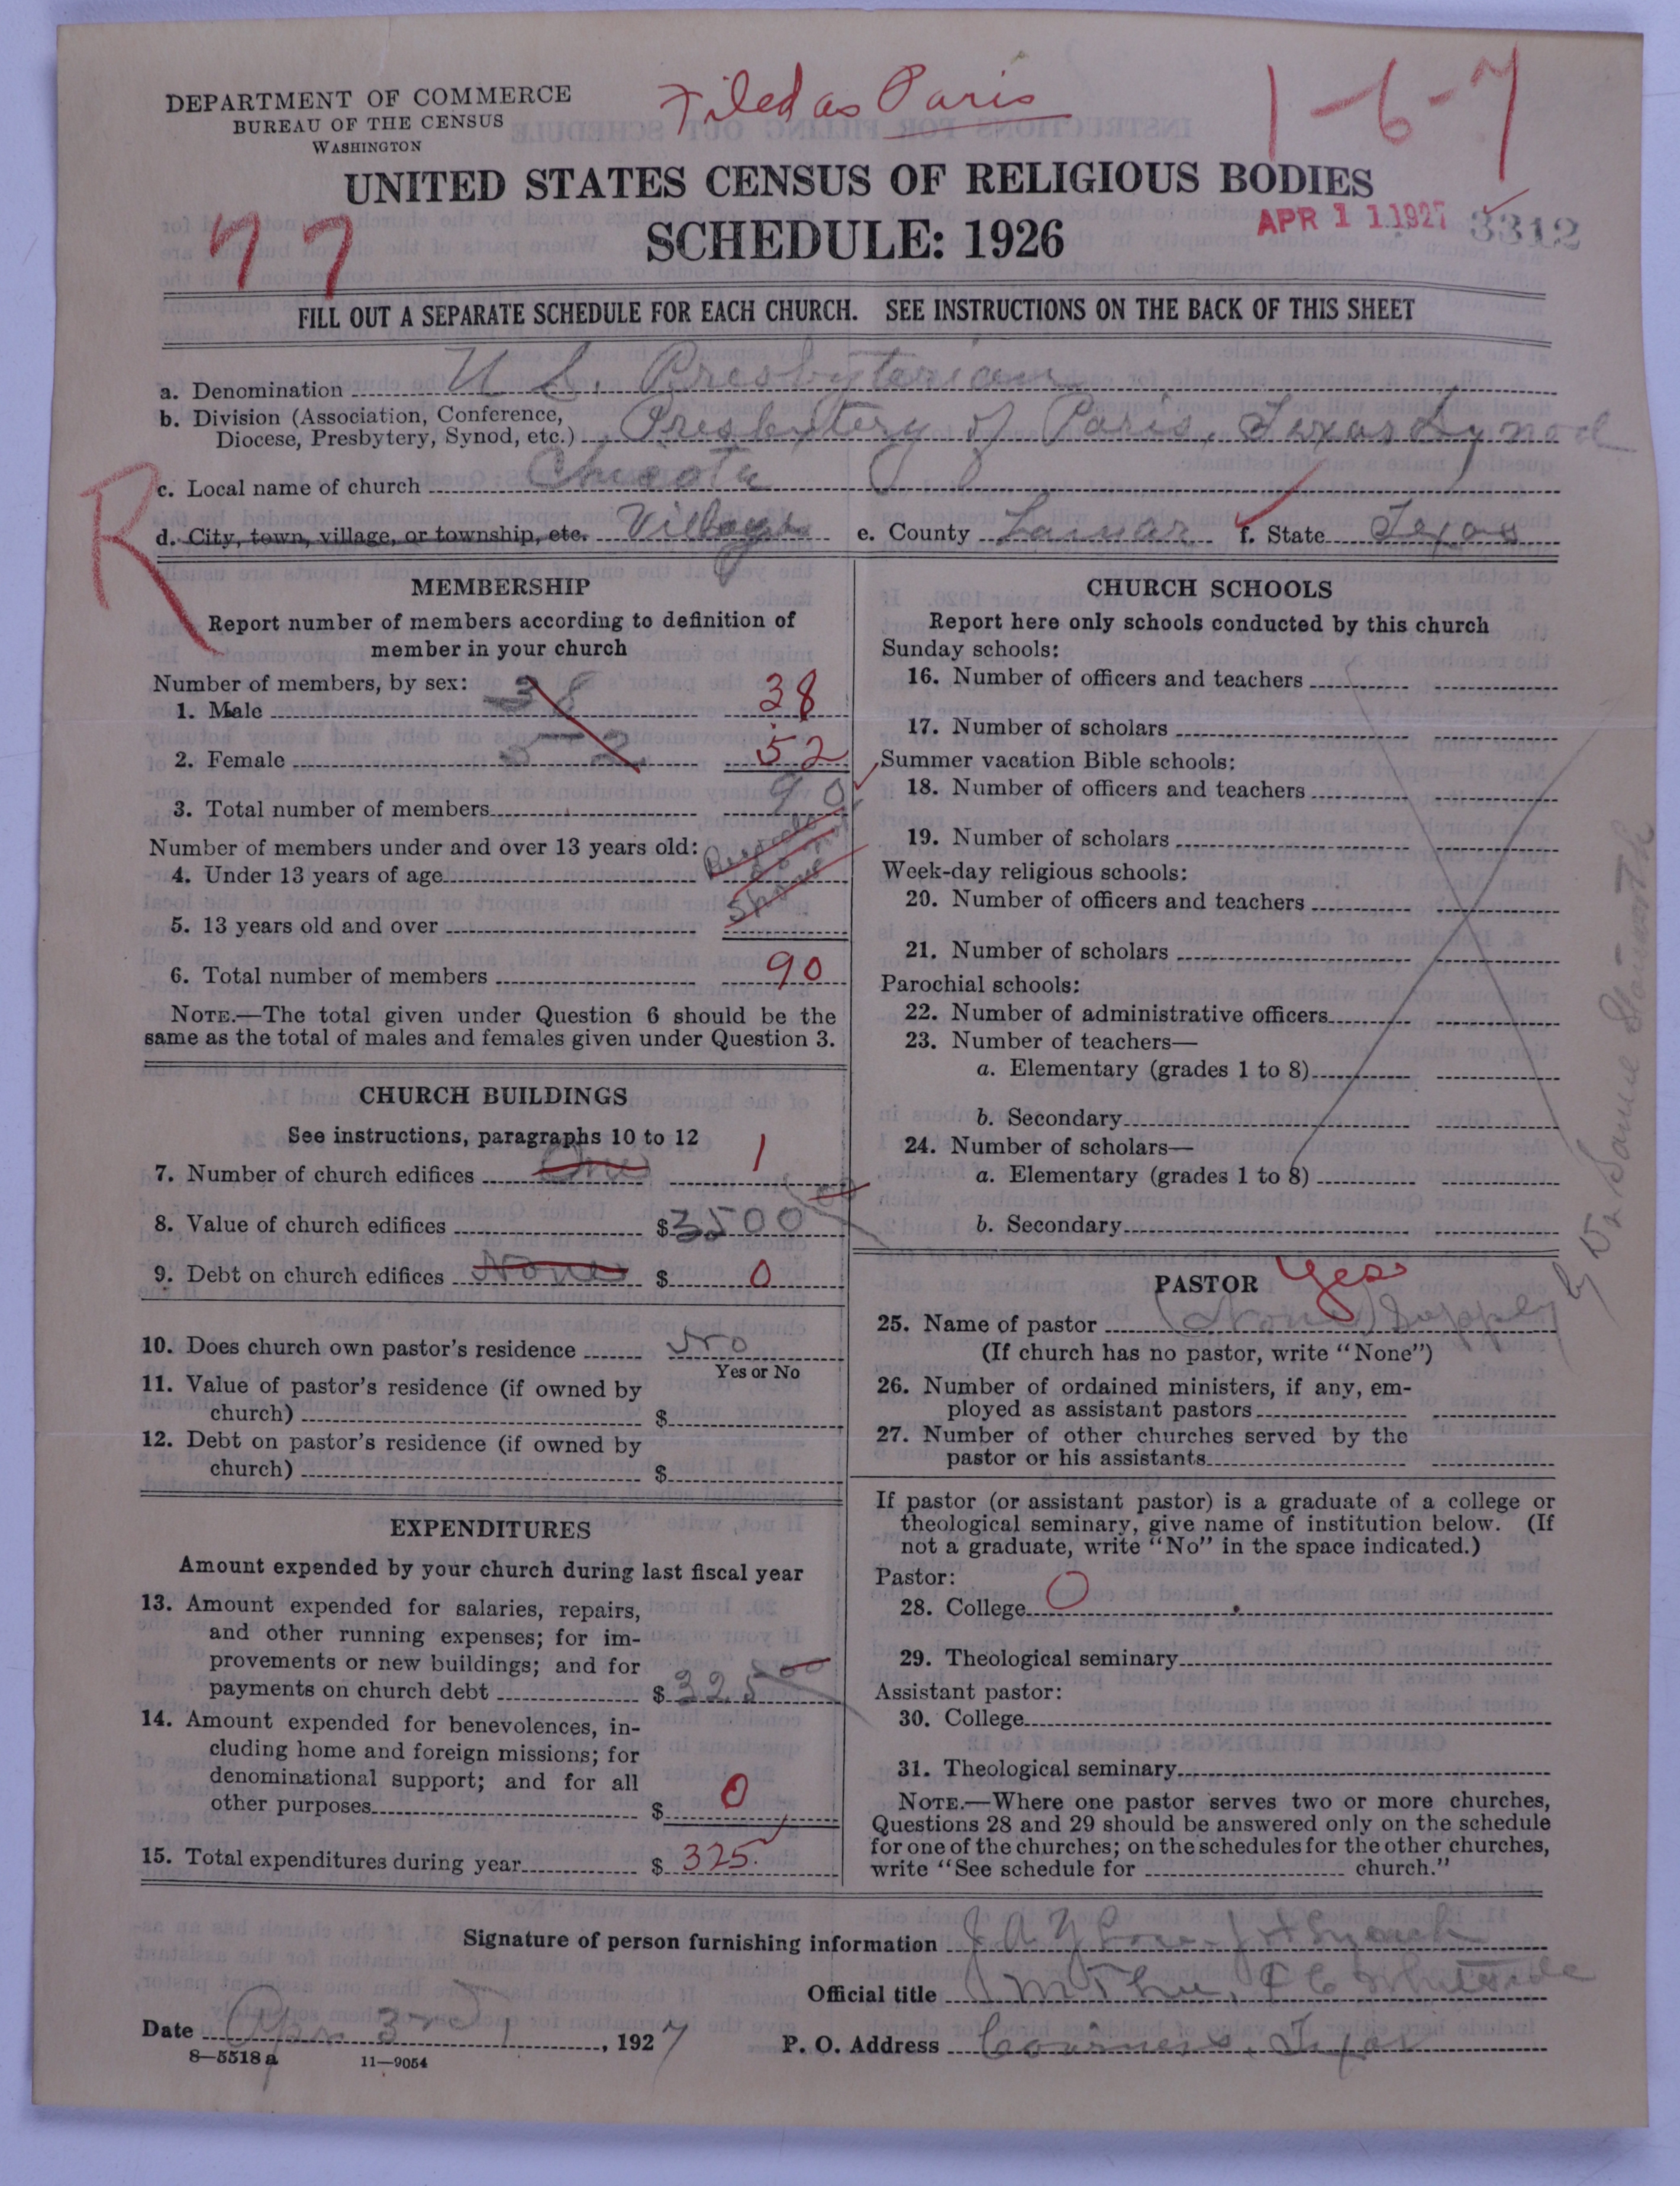 DEPARTMENT OF COMMERCE
BUREAU OF THE CENSUS
WASHINGTON
Filed as Paris
1-6-7
UNITED STATES CENSUS OF RELIGIOUS BODIES
SCHEDULE: 1926
77
APR 11 1927 3312
FILL OUT A SEPARATE SCHEDULE FOR EACH CHURCH. SEE INSTRUCTIONS ON THE BACK OF THIS SHEET
a. Denomination U S. Presbyterian
b. Division (Association, Conference,
Diocese, Presbytery, Synod, etc.) Presbytery of Paris, Texas Synod
R
c. Local name of church Chicota
d. City, town, village, or township, etc. Village e. County Lamar f. State Texas
MEMBERSHIP
Report number of members according to definition of
member in your church
Number of members, by sex:
1. Male 38 38
2. Female 52 52
3. Total number of members 90
Number of members under and over 13 years old:
4. Under 13 years of age
5. 13 years old and over
6. Total number of members 90
NOTE.—The total given under Question 6 should be the
same as the total of males and females given under Question 3.
CHURCH BUILDINGS
See instructions, paragraphs 10 to 12
7. Number of church edifices One 1
8. Value of church edifices $3500 00
9. Debt on church edifices None $ 0
10. Does church own pastor's residence No
Yes or No
11. Value of pastor's residence (if owned by
church) $
12. Debt on pastor's residence (if owned by
church) $
EXPENDITURES
Amount expended by your church during last fiscal year
13. Amount expended for salaries, repairs,
and other running expenses; for im-
provements or new buildings; and for
payments on church debt $ 325 00
14. Amount expended for benevolences, in-
cluding home and foreign missions; for
denominational support; and for all
other purposes $ 0
15. Total expenditures during year $ 325.
CHURCH SCHOOLS
Report here only schools conducted by this church
Sunday schools:
16. Number of officers and teachers
17. Number of scholars
Summer vacation Bible schools:
18. Number of officers and teachers
19. Number of scholars
Week-day religious schools:
20. Number of officers and teachers
21. Number of scholars
Parochial schools:
22. Number of administrative officers
23. Number of teachers—
a. Elementary (grades 1 to 8)
b. Secondary
24. Number of scholars—
a. Elementary (grades 1 to 8)
b. Secondary
PASTOR Yes
25. Name of pastor (None) Supply by
(If church has no pastor, write "None")
26. Number of ordained ministers, if any, em-
ployed as assistant pastors
27. Number of other churches served by the
pastor or his assistants
If pastor (or assistant pastor) is a graduate of a college or
theological seminary, give name of institution below. (If
not a graduate, write "No" in the space indicated.)
Pastor:
28. College 0
29. Theological seminary
Assistant pastor:
30. College
31. Theological seminary
NOTE.—Where one pastor serves two or more churches,
Questions 28 and 29 should be answered only on the schedule
for one of the churches; on the schedules for the other churches,
write "See schedule for church."
Signature of person furnishing information
Official title
Date Apr 3rd, 1927 P. O. Address Texas
8—5518 a 11—9054